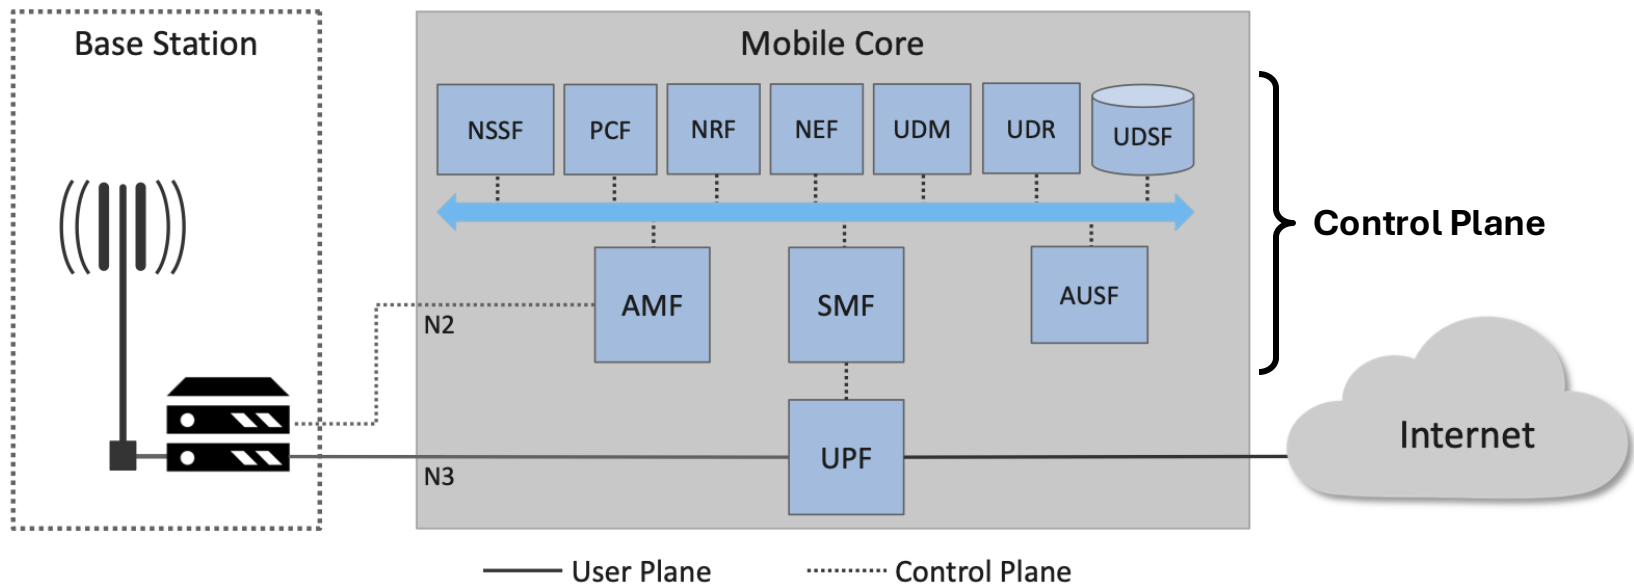 Base Station
Mobile Core
NSSF
PCF
NRF
NEF
UDM
UDR
UDSF
Control Plane
AMF
SMF
AUSF
N2
Internet
UPF
N3
User Plane
Control Plane